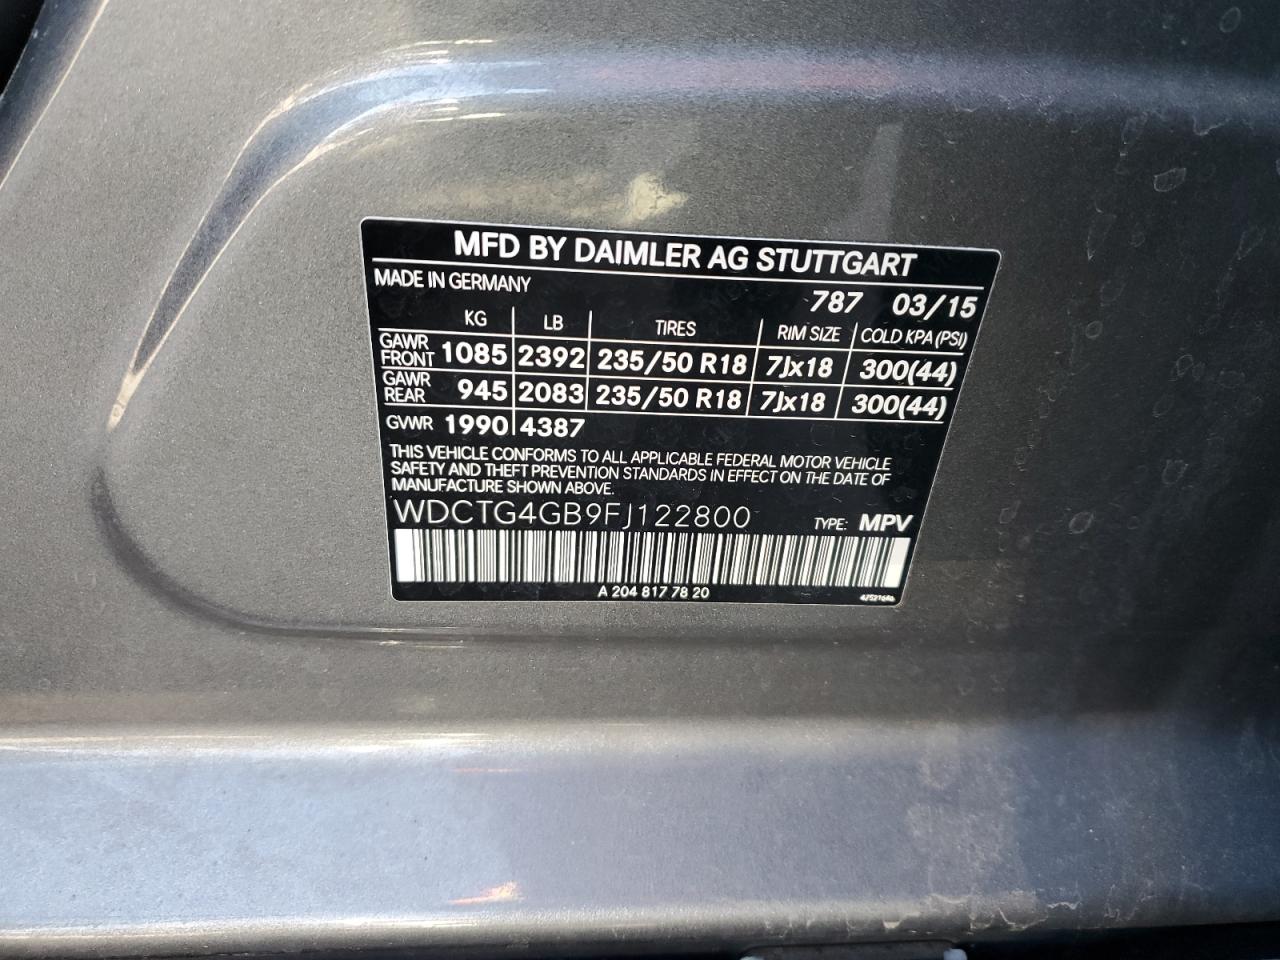 MFD BY DAIMLER AG STUTTGART
MADE IN GERMANY
787 03/15
KG LB TIRES RIM SIZE COLD KPA (PSI)
GAWR FRONT 1085 2392 235/50 R18 7Jx18 300(44)
GAWR REAR 945 2083 235/50 R18 7Jx18 300(44)
GVWR 1990 4387
THIS VEHICLE CONFORMS TO ALL APPLICABLE FEDERAL MOTOR VEHICLE
SAFETY AND THEFT PREVENTION STANDARDS IN EFFECT ON THE DATE OF
MANUFACTURE SHOWN ABOVE.
WDCTG4GB9FJ122800 TYPE: MPV
A 204 817 78 20